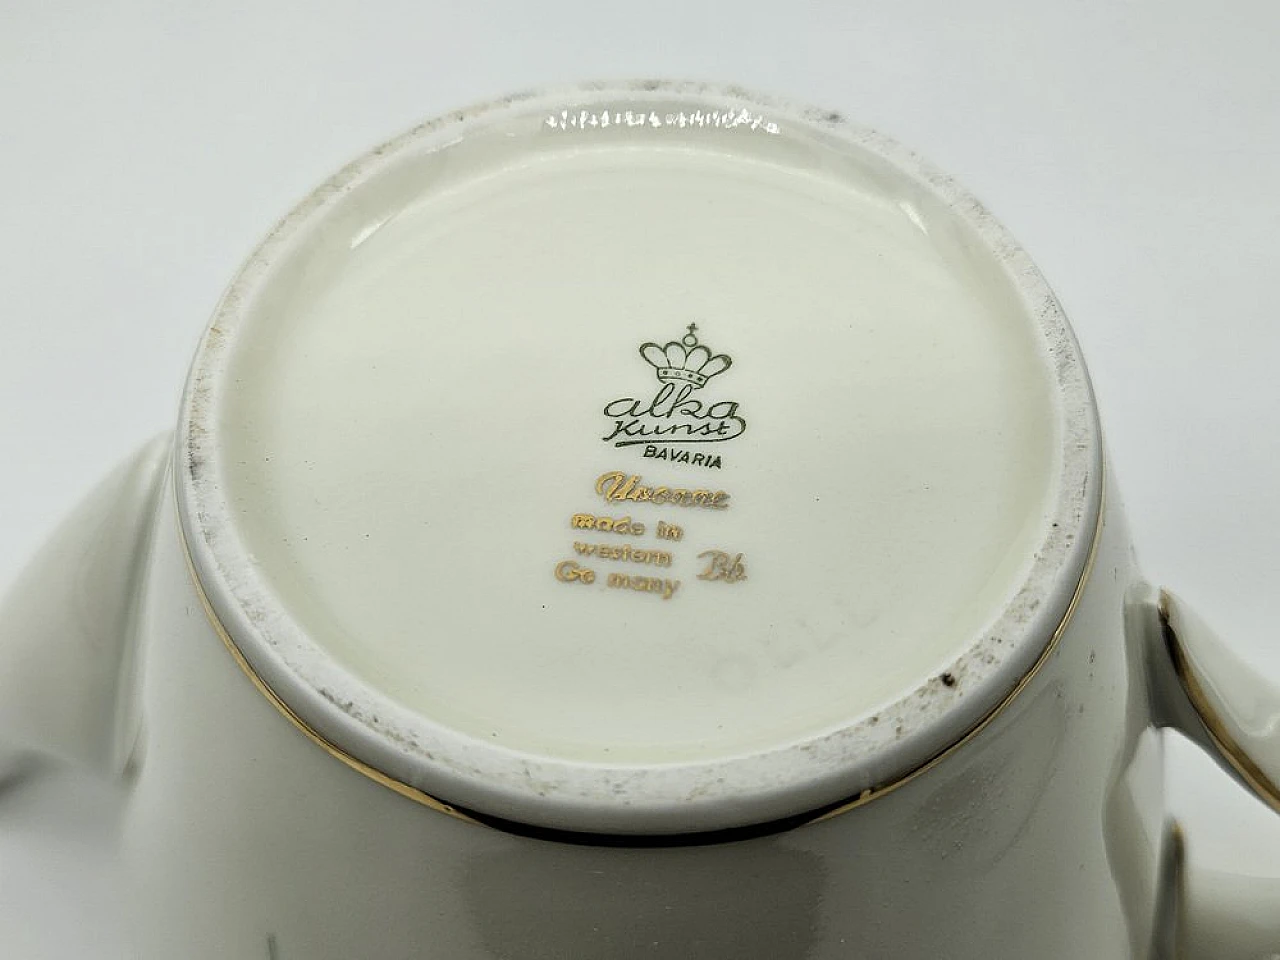 alka
Kunst
BAVARIA
made in
western
Ge many